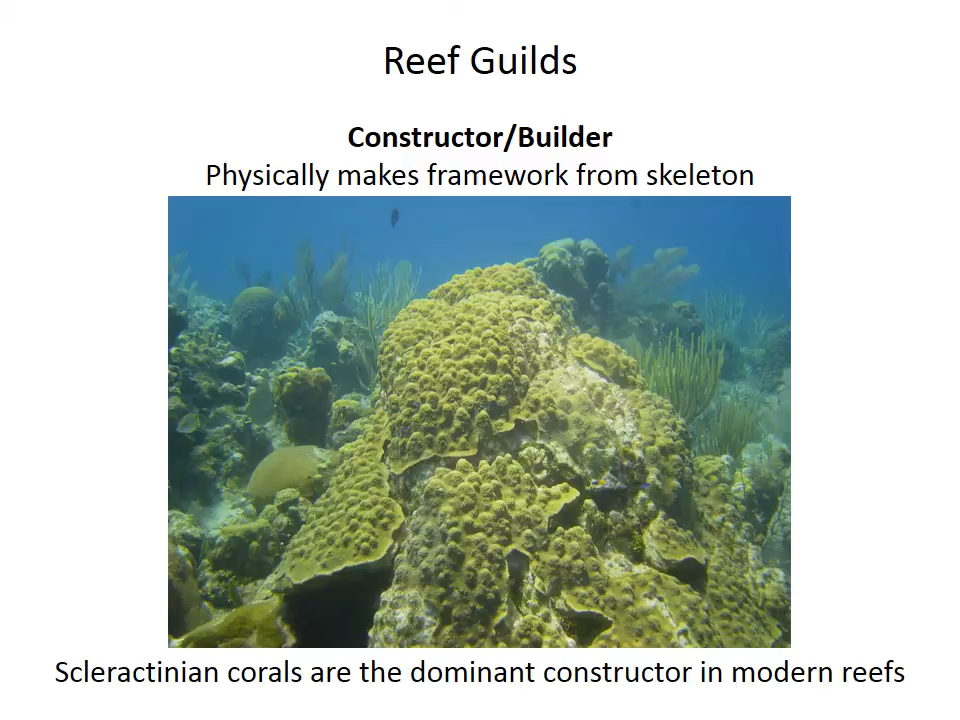 Reef Guilds
Constructor/Builder
Physically makes framework from skeleton
Scleractinian corals are the dominant constructor in modern reefs